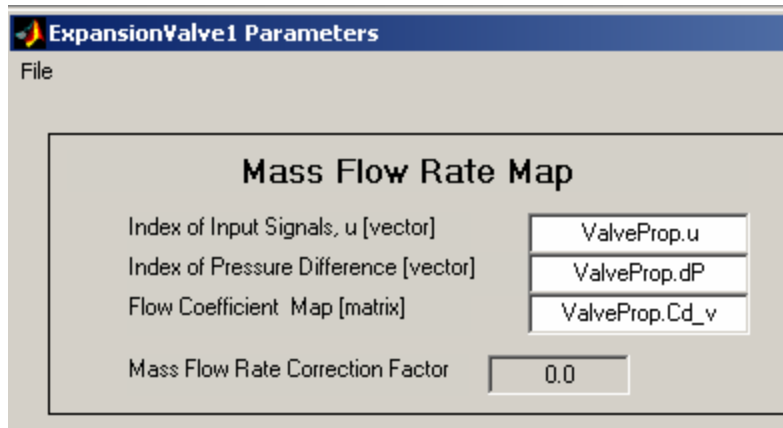 ExpansionValve1 Parameters
File
Mass Flow Rate Map
Index of Input Signals, u [vector] ValveProp.u
Index of Pressure Difference [vector] ValveProp.dP
Flow Coefficient Map [matrix] ValveProp.Cd_v
Mass Flow Rate Correction Factor 0.0